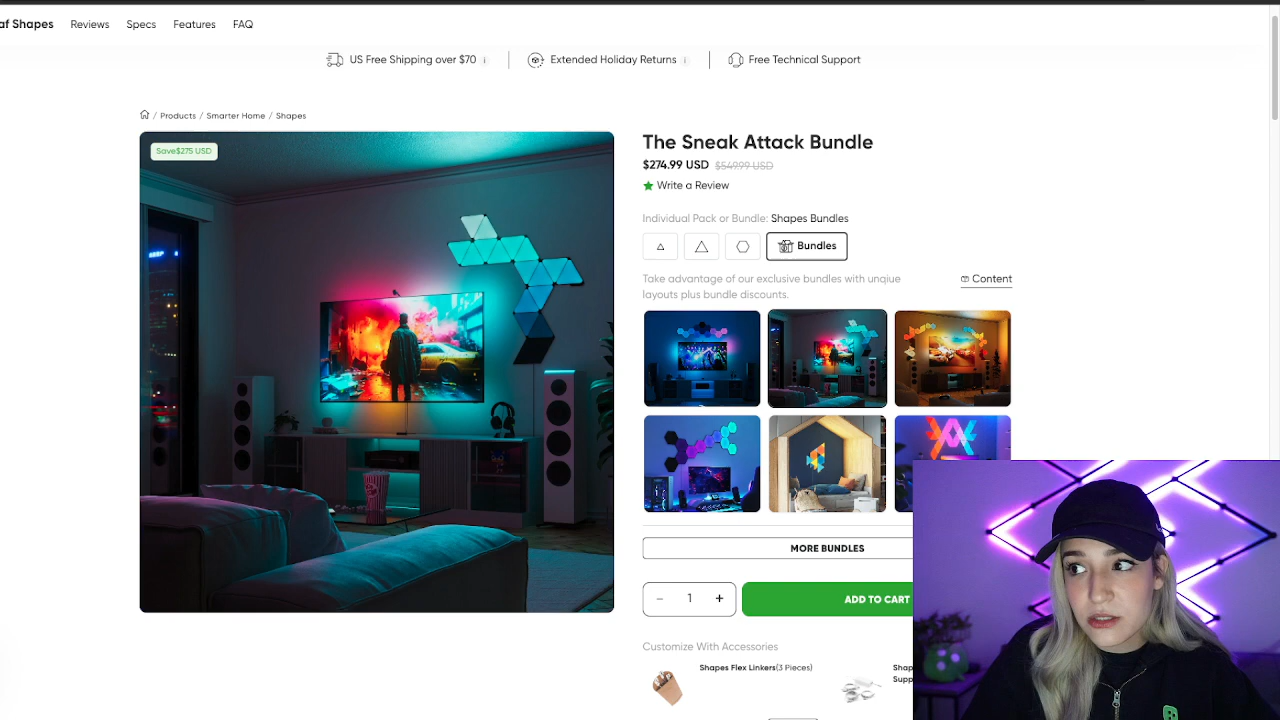 af Shapes Reviews Specs Features FAQ
US Free Shipping over $70 Extended Holiday Returns Free Technical Support
/ Products / Smarter Home / Shapes
Save$275 USD
The Sneak Attack Bundle
$274.99 USD $549.99 USD
Write a Review
Individual Pack or Bundle: Shapes Bundles
Bundles
Take advantage of our exclusive bundles with unqiue
layouts plus bundle discounts.
Content
MORE BUNDLES
− 1 +
ADD TO CART
Customize With Accessories
Shapes Flex Linkers(3 Pieces)
Shap
Supp